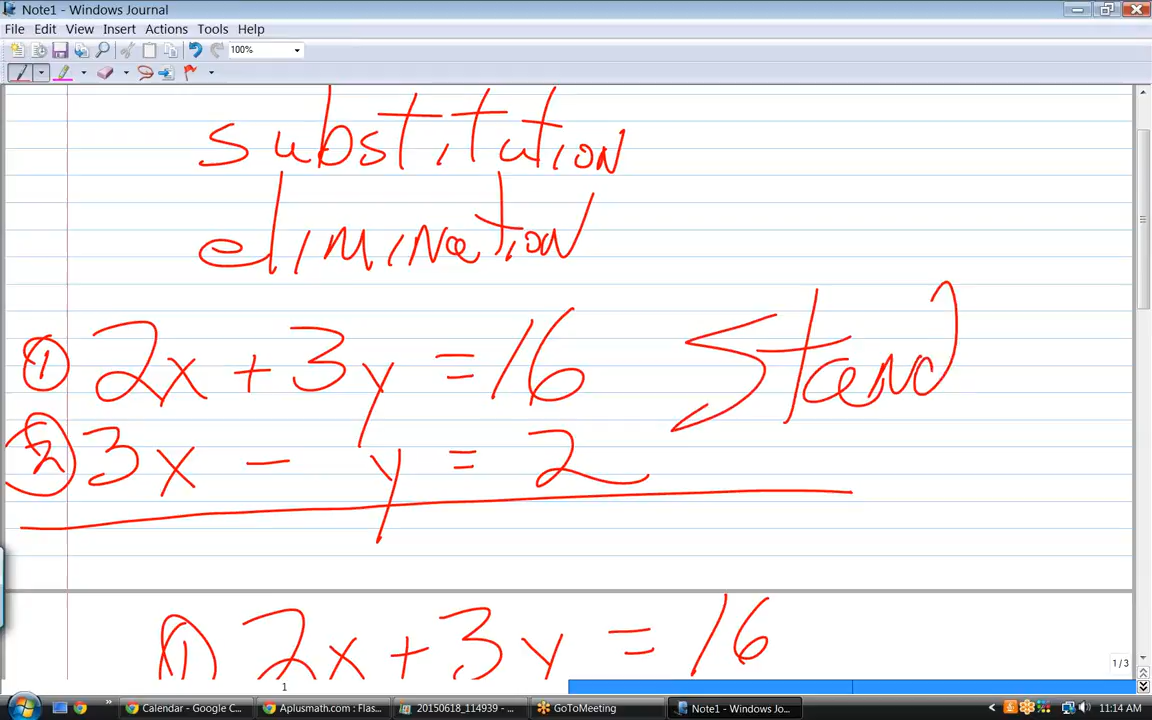 Note1 - Windows Journal
File Edit View Insert Actions Tools Help
100%
substitution
elimination
① 2x + 3y = 16 Stand
② 3x - y = 2
① 2x + 3y = 16
1/3
1
Calendar - Google C... Aplusmath.com : Flas... 20150618_114939 - ... GoToMeeting Note1 - Windows Jo... 11:14 AM